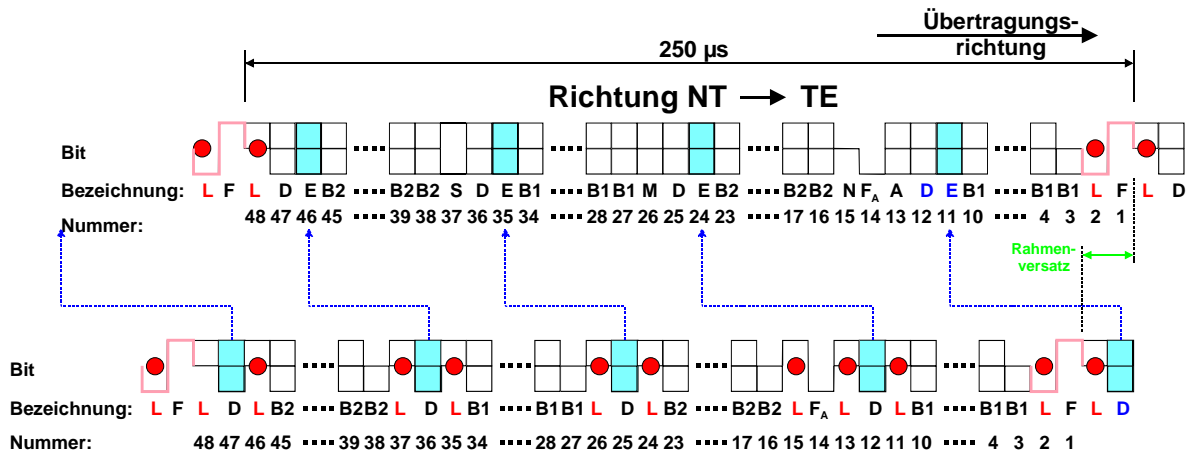 Übertragungs-
richtung
250 µs
Richtung NT → TE
Bit
Bezeichnung: L F L D E B2 B2 B2 S D E B1 B1 B1 M D E B2 B2 B2 N FA A D E B1 B1 B1 L F L D
Nummer: 48 47 46 45 39 38 37 36 35 34 28 27 26 25 24 23 17 16 15 14 13 12 11 10 4 3 2 1
Rahmen-
versatz
Bit
Bezeichnung: L F L D L B2 B2 B2 L D L B1 B1 B1 L D L B2 B2 B2 L FA L D L B1 B1 B1 L F L D
Nummer: 48 47 46 45 39 38 37 36 35 34 28 27 26 25 24 23 17 16 15 14 13 12 11 10 4 3 2 1